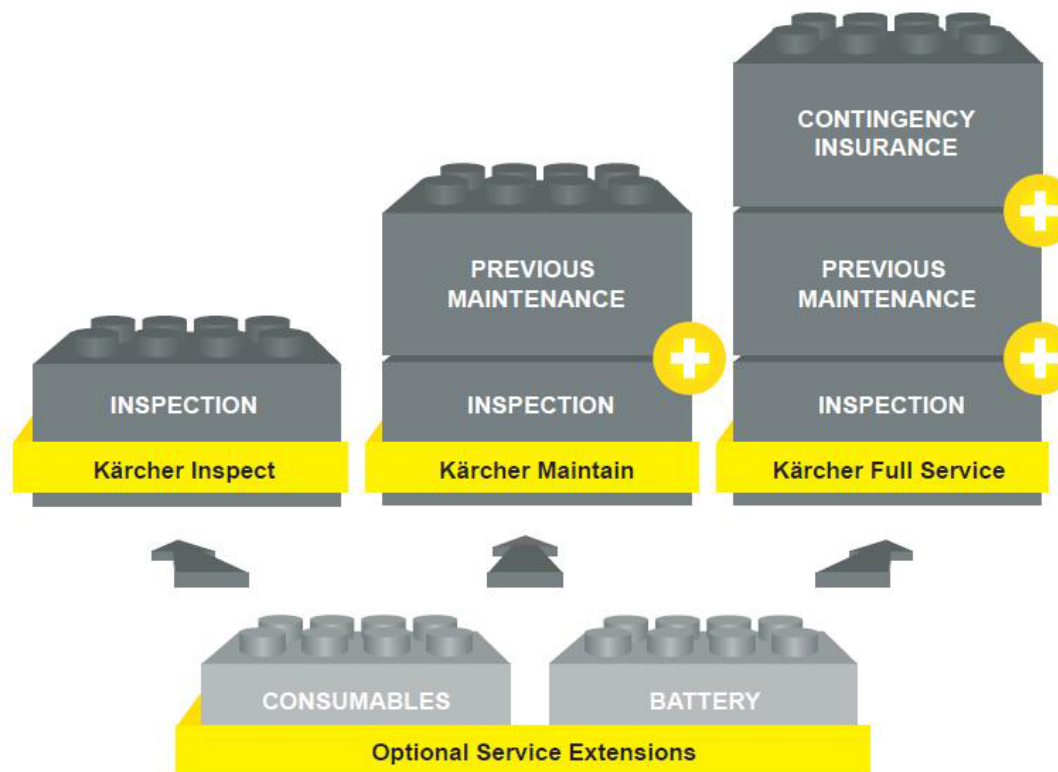 INSPECTION
Kärcher Inspect
PREVIOUS
MAINTENANCE
INSPECTION
Kärcher Maintain
CONTINGENCY
INSURANCE
PREVIOUS
MAINTENANCE
INSPECTION
Kärcher Full Service
CONSUMABLES
BATTERY
Optional Service Extensions